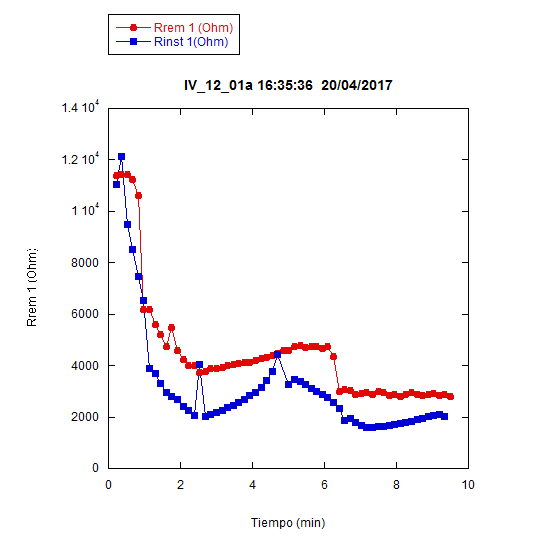 Rrem 1 (Ohm)
Rinst 1(Ohm)
IV_12_01a 16:35:36 20/04/2017
1.4 10⁴
1.2 10⁴
1 10⁴
8000
6000
4000
2000
0
Rrem 1 (Ohm)
0 2 4 6 8 10
Tiempo (min)